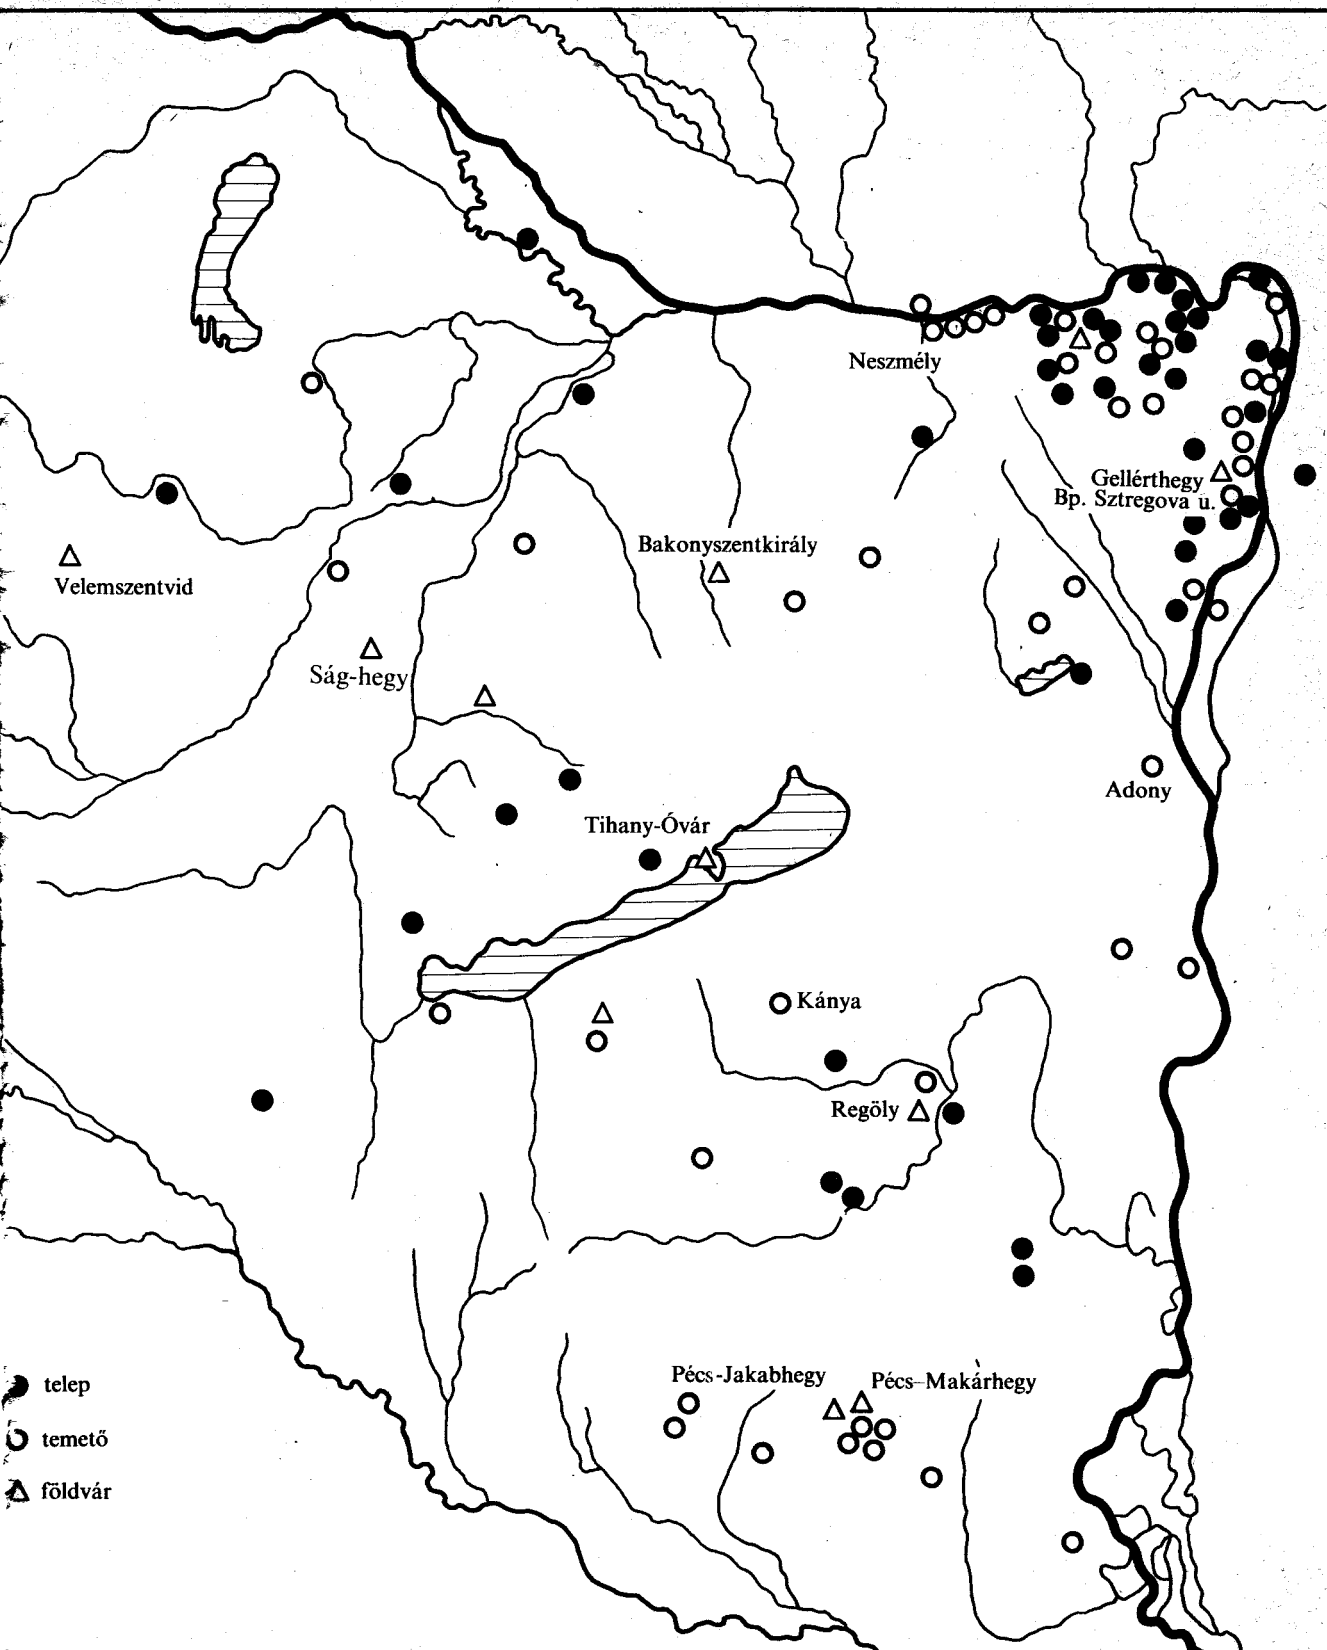 Neszmély
Gellérthegy
Bp. Sztregova u.
Bakonyszentkirály
Velemszentvid
Ság-hegy
Adony
Tihany-Óvár
Kánya
Regöly
Pécs-Jakabhegy
Pécs-Makárhegy
telep
temető
földvár